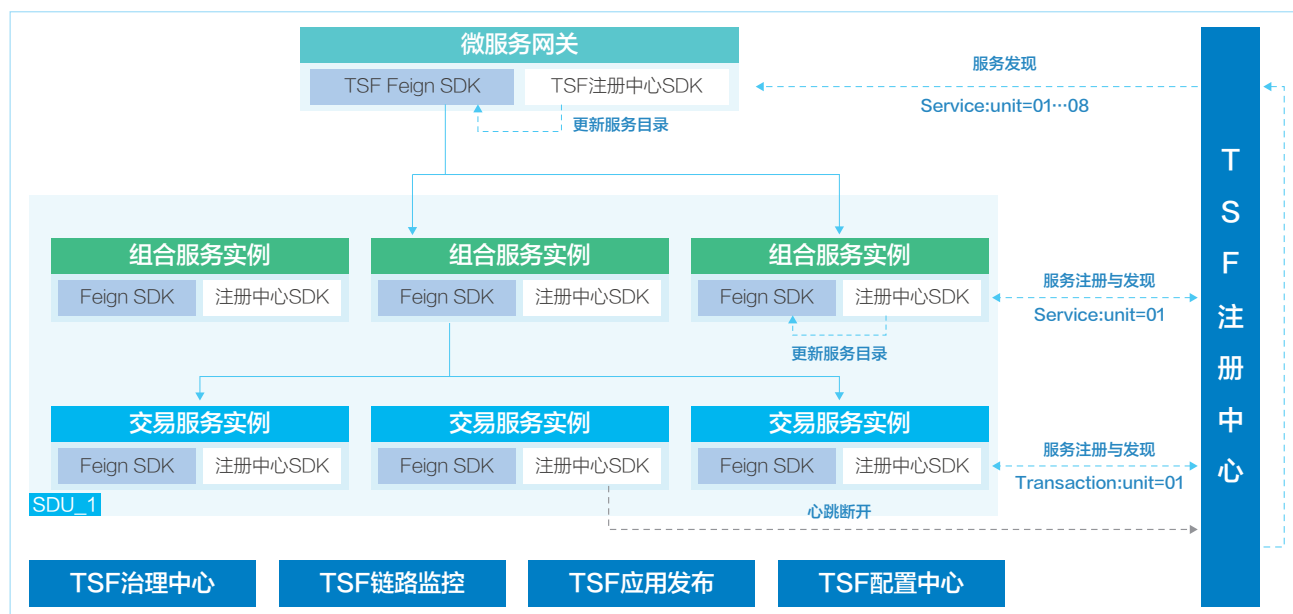 微服务网关
TSF Feign SDK
TSF注册中心SDK
更新服务目录
服务发现
Service:unit=01…08
TSF注册中心
组合服务实例
Feign SDK
注册中心SDK
组合服务实例
Feign SDK
注册中心SDK
组合服务实例
Feign SDK
注册中心SDK
更新服务目录
服务注册与发现
Service:unit=01
交易服务实例
Feign SDK
注册中心SDK
交易服务实例
Feign SDK
注册中心SDK
交易服务实例
Feign SDK
注册中心SDK
服务注册与发现
Transaction:unit=01
SDU_1
心跳断开
TSF治理中心
TSF链路监控
TSF应用发布
TSF配置中心